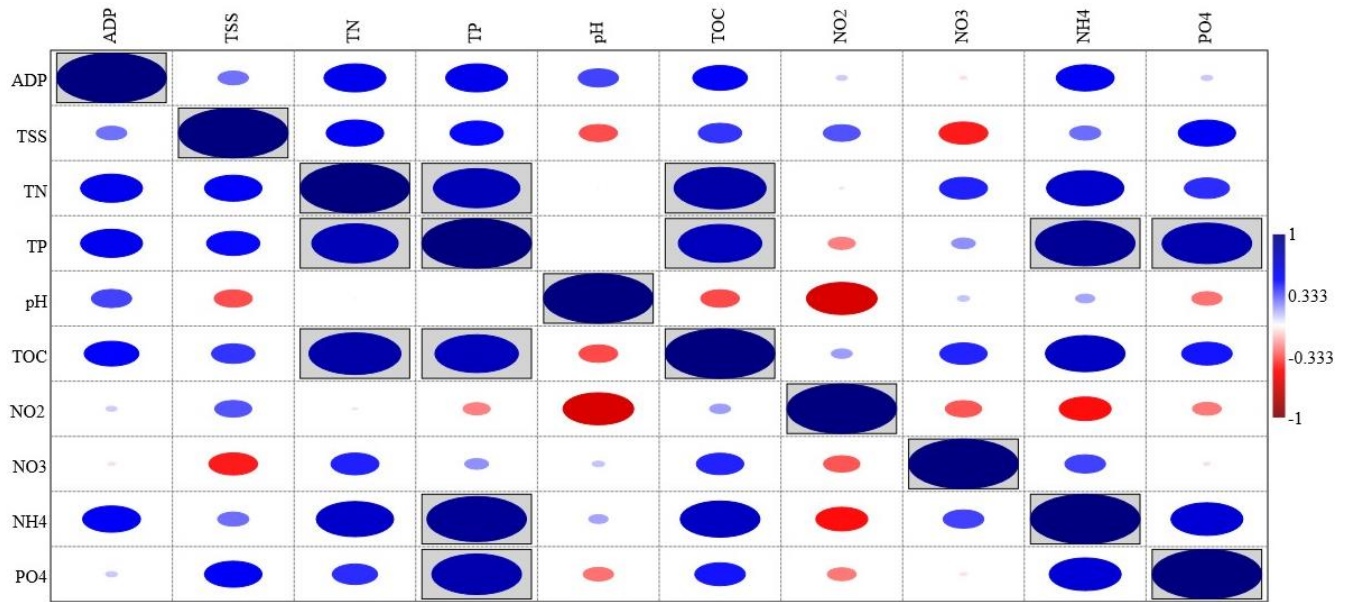 ADP TSS TN TP pH TOC NO2 NO3 NH4 PO4
ADP
TSS
TN
TP
1
pH
0.333
TOC
-0.333
NO2
-1
NO3
NH4
PO4